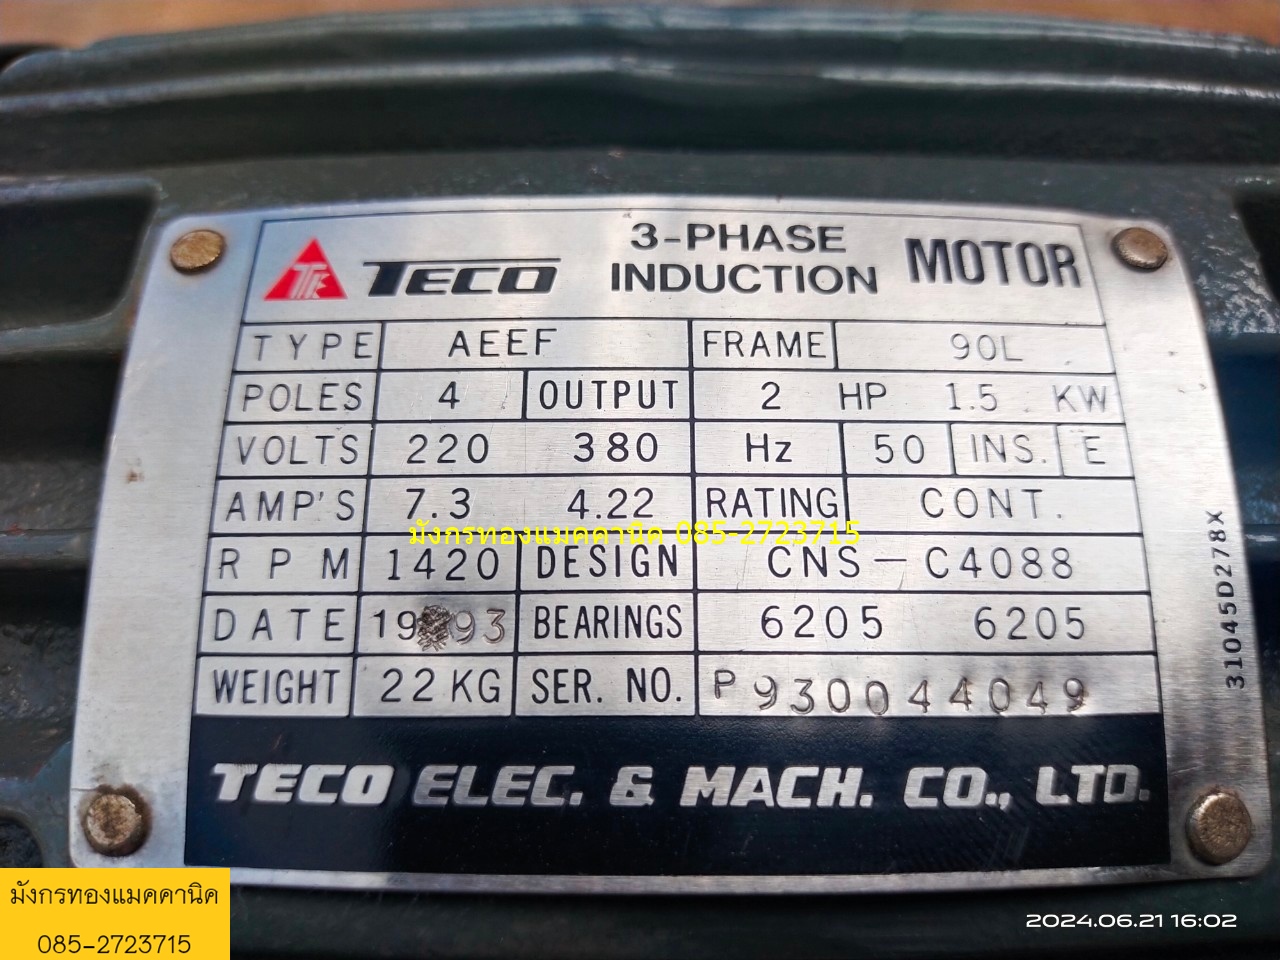 3-PHASE
TECO INDUCTION MOTOR
TYPE AEEF FRAME 90L
POLES 4 OUTPUT 2 HP 1.5 KW
VOLTS 220 380 Hz 50 INS. E
AMP'S 7.3 4.22 RATING CONT.
มังกรทองแมคคานิค 085-2723715
RPM 1420 DESIGN CNS-C4088
DATE 19 93 BEARINGS 6205 6205
WEIGHT 22KG SER. NO. P930044049
TECO ELEC. & MACH. CO., LTD.
31045D278X
มังกรทองแมคคานิค
085-2723715
2024.06.21 16:02